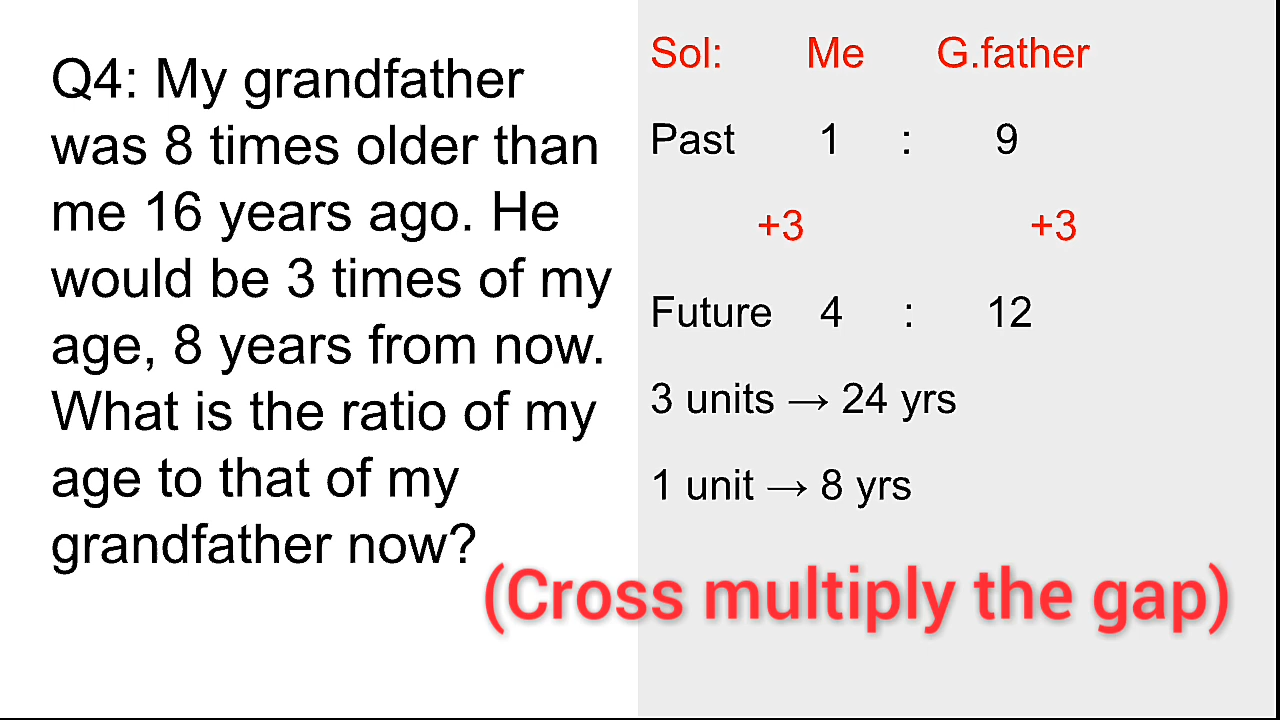 Q4: My grandfather
was 8 times older than
me 16 years ago. He
would be 3 times of my
age, 8 years from now.
What is the ratio of my
age to that of my
grandfather now?
Sol: Me G.father
Past 1 : 9
+3 +3
Future 4 : 12
3 units → 24 yrs
1 unit → 8 yrs
(Cross multiply the gap)